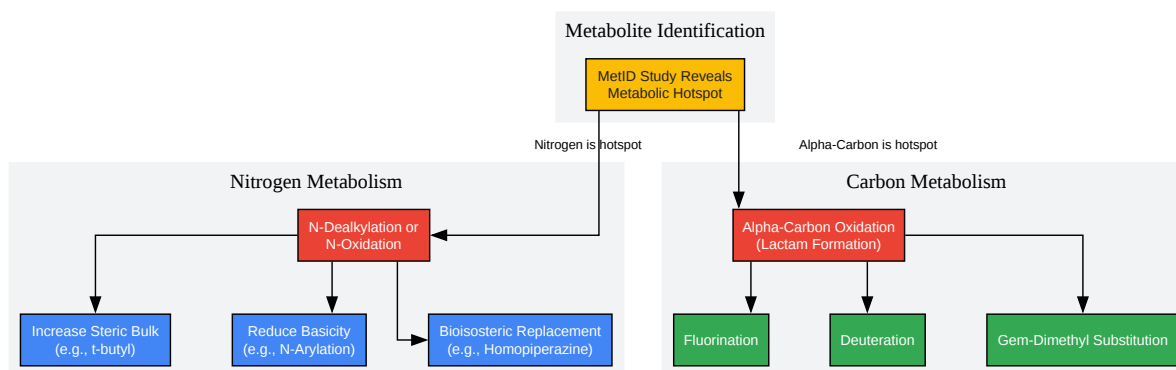 Metabolite Identification
MetID Study Reveals
Metabolic Hotspot
Nitrogen is hotspot
Alpha-Carbon is hotspot
Nitrogen Metabolism
N-Dealkylation or
N-Oxidation
Increase Steric Bulk
(e.g., t-butyl)
Reduce Basicity
(e.g., N-Arylation)
Bioisosteric Replacement
(e.g., Homopiperazine)
Carbon Metabolism
Alpha-Carbon Oxidation
(Lactam Formation)
Fluorination
Deuteration
Gem-Dimethyl Substitution